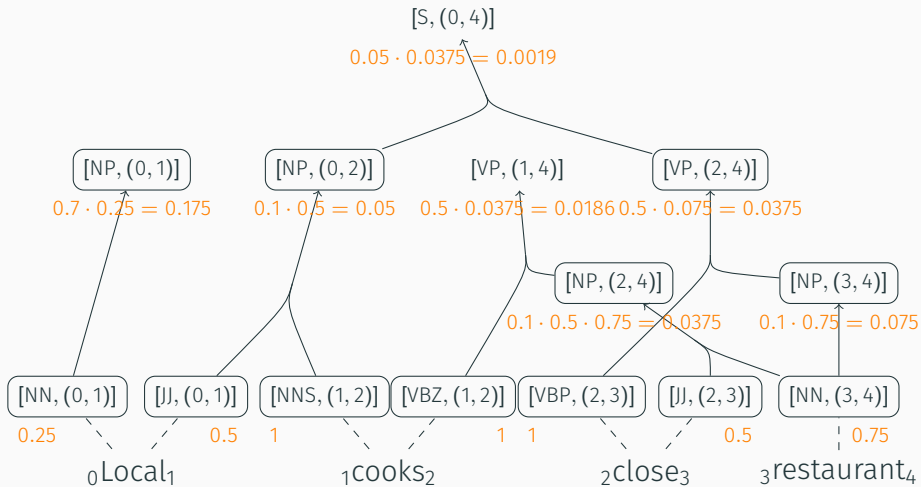 [S, (0, 4)]
0.05 · 0.0375 = 0.0019
[NP, (0, 1)] [NP, (0, 2)] [VP, (1, 4)] [VP, (2, 4)]
0.7 · 0.25 = 0.175 0.1 · 0.5 = 0.05 0.5 · 0.0375 = 0.0186 0.5 · 0.075 = 0.0375
[NP, (2, 4)] [NP, (3, 4)]
0.1 · 0.5 · 0.75 = 0.0375 0.1 · 0.75 = 0.075
[NN, (0, 1)] [JJ, (0, 1)] [NNS, (1, 2)] [VBZ, (1, 2)] [VBP, (2, 3)] [JJ, (2, 3)] [NN, (3, 4)]
0.25 0.5 1 1 1 0.5 0.75
₀Local₁ ₁cooks₂ ₂close₃ ₃restaurant₄